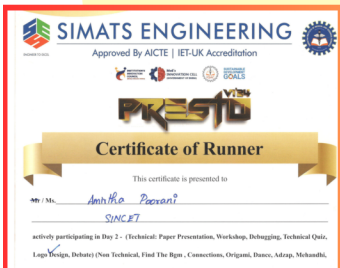 SIMATS ENGINEERING
Approved By AICTE | IET-UK Accreditation
GOALS
PRESTO
Certificate of Runner
This certificate is presented to
Mr / Ms. Amritha Poorani
SINCET
actively participating in Day 2 - (Technical: Paper Presentation, Workshop, Debugging, Technical Quiz,
Logo Design, Debate) (Non Technical, Find The Bgm , Connections, Origami, Dance, Adzap, Mehandhi,